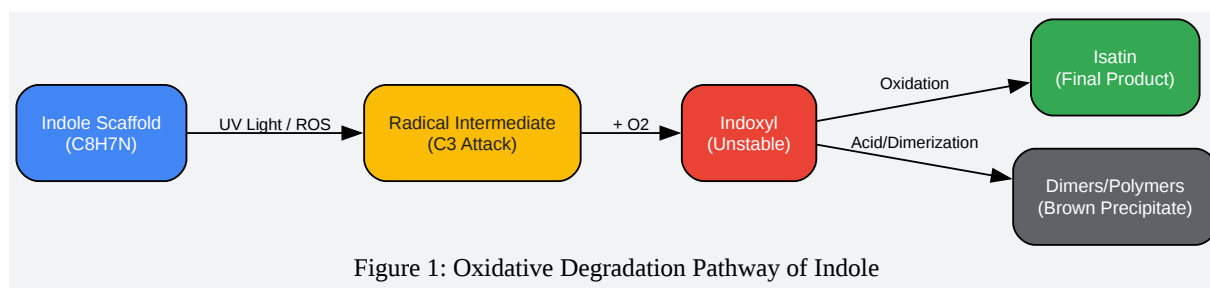 Indole Scaffold
(C8H7N)
UV Light / ROS
Radical Intermediate
(C3 Attack)
+ O2
Indoxyl
(Unstable)
Oxidation
Isatin
(Final Product)
Acid/Dimerization
Dimers/Polymers
(Brown Precipitate)
Figure 1: Oxidative Degradation Pathway of Indole